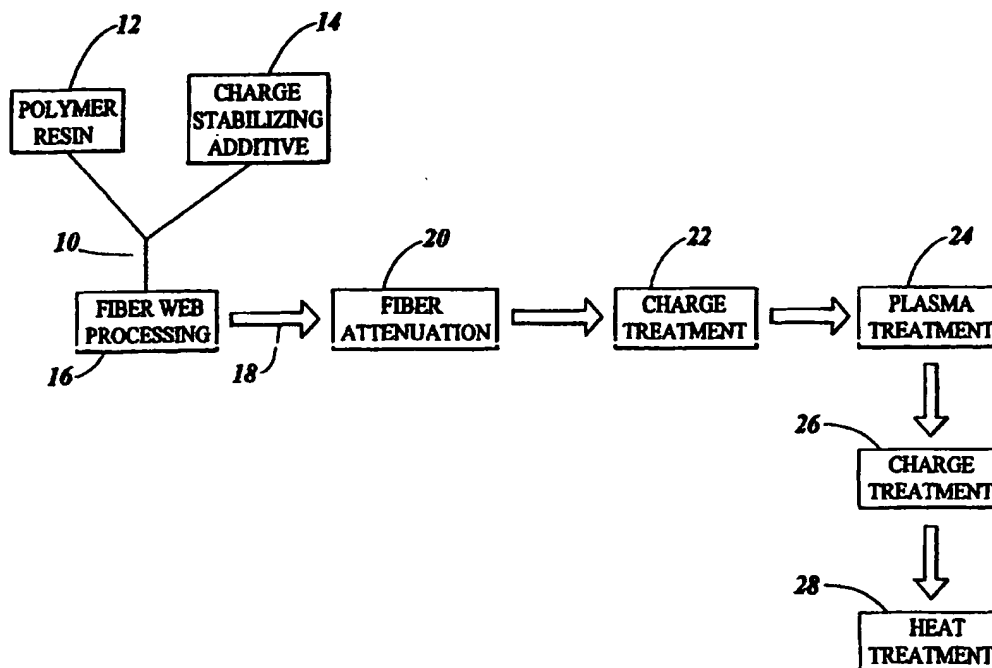 12
14
POLYMER
RESIN
CHARGE
STABILIZING
ADDITIVE
10
20
22
24
FIBER WEB
PROCESSING
FIBER
ATTENUATION
CHARGE
TREATMENT
PLASMA
TREATMENT
16
18
26
CHARGE
TREATMENT
28
HEAT
TREATMENT